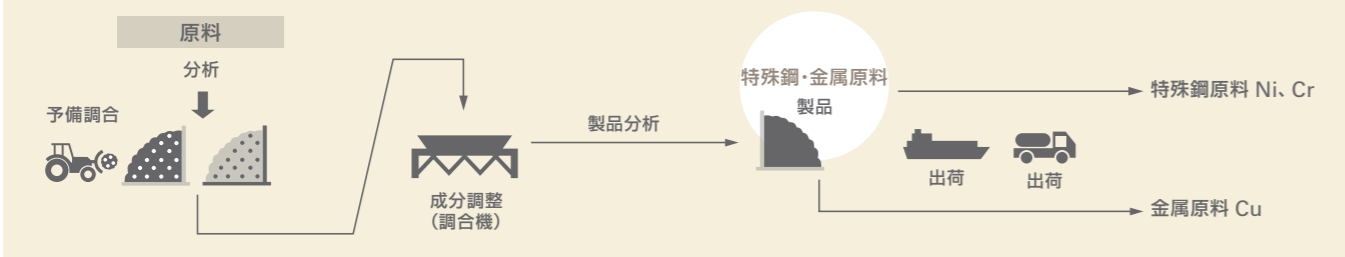 原料
分析
予備調合
成分調整
（調合機）
製品分析
特殊鋼・金属原料
製品
出荷
出荷
特殊鋼原料 Ni、Cr
金属原料 Cu